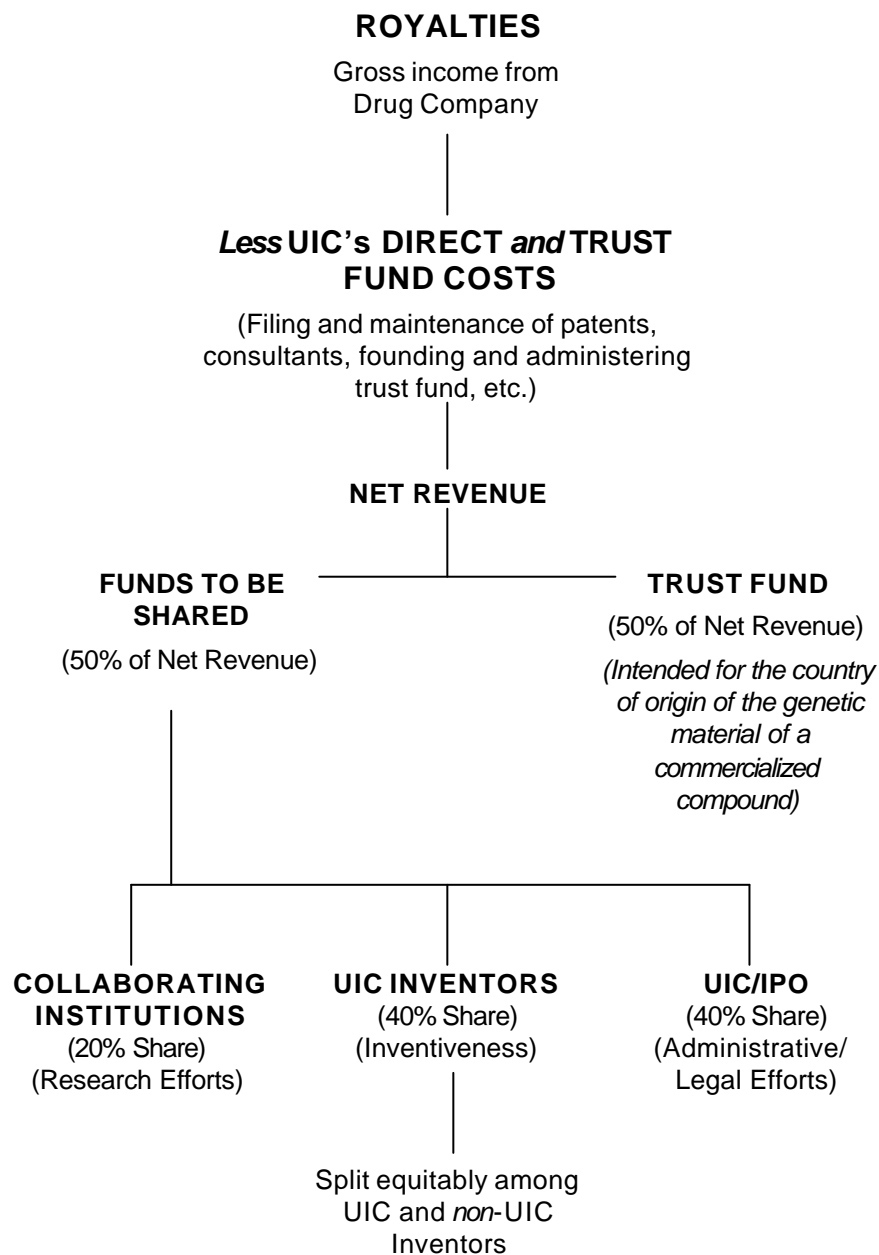 ROYALTIES
Gross income from
Drug Company
Less UIC's DIRECT and TRUST
FUND COSTS
(Filing and maintenance of patents,
consultants, founding and administering
trust fund, etc.)
NET REVENUE
FUNDS TO BE
SHARED
(50% of Net Revenue)
TRUST FUND
(50% of Net Revenue)
(Intended for the country
of origin of the genetic
material of a
commercialized
compound)
COLLABORATING
INSTITUTIONS
(20% Share)
(Research Efforts)
UIC INVENTORS
(40% Share)
(Inventiveness)
UIC/IPO
(40% Share)
(Administrative/
Legal Efforts)
Split equitably among
UIC and non-UIC
Inventors